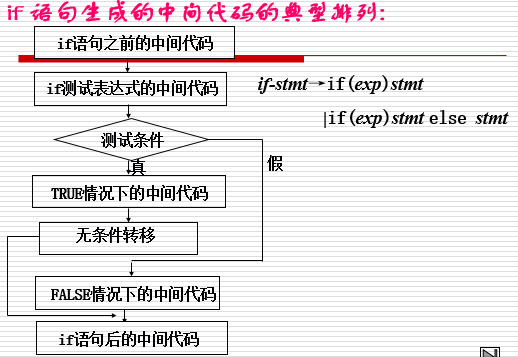 if 语句生成的中间代码的典型排列:
if语句之前的中间代码
if测试表达式的中间代码
if-stmt→if(exp)stmt
|if(exp)stmt else stmt
测试条件
真
假
TRUE情况下的中间代码
无条件转移
FALSE情况下的中间代码
if语句后的中间代码